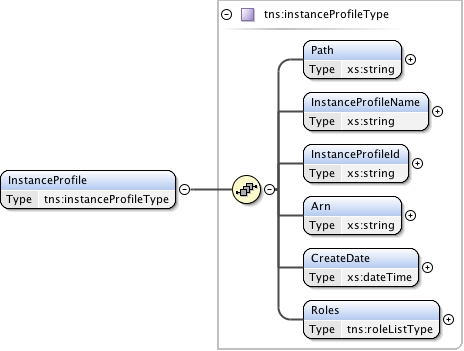 tns:instanceProfileType
Path
Type xs:string
InstanceProfileName
Type xs:string
InstanceProfileId
Type xs:string
InstanceProfile
Type tns:instanceProfileType
Arn
Type xs:string
CreateDate
Type xs:dateTime
Roles
Type tns:roleListType